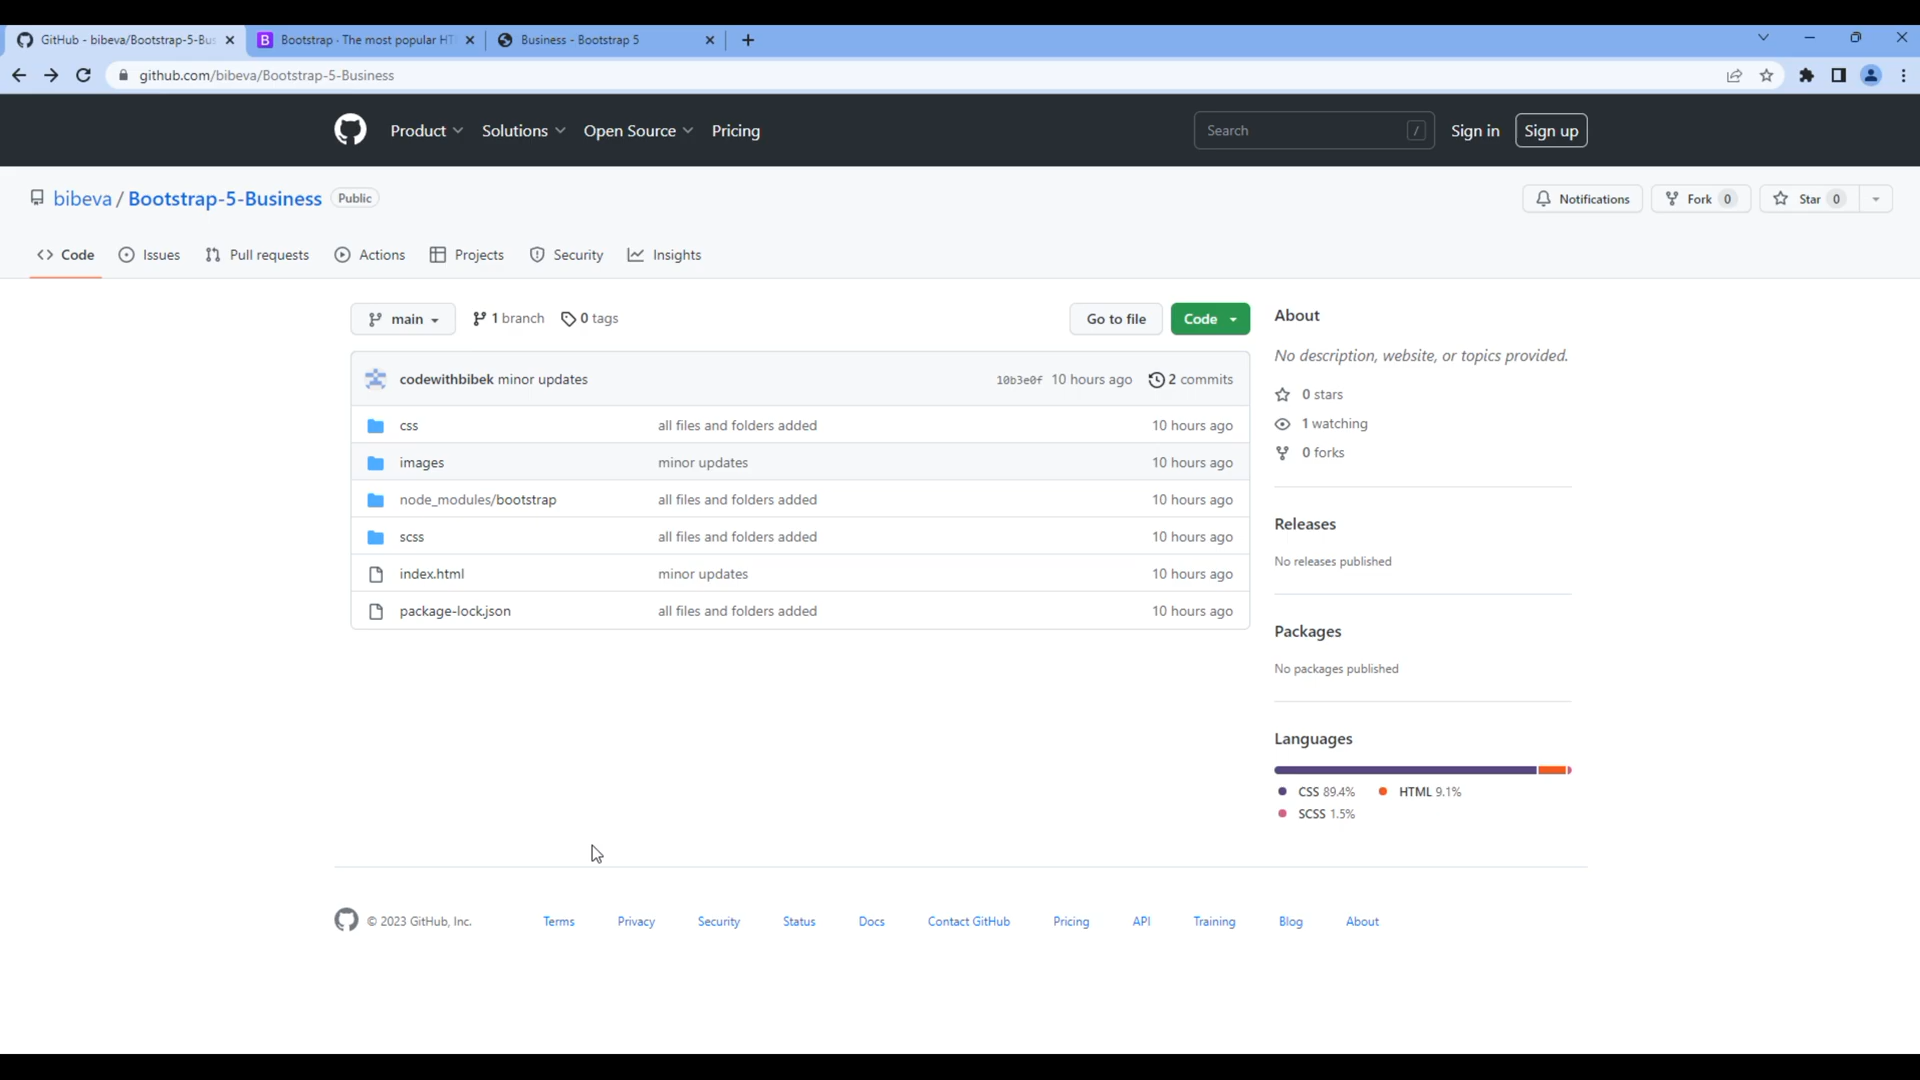 GitHub - bibeva/Bootstrap-5-Bus
Bootstrap · The most popular HT
Business - Bootstrap 5
github.com/bibeva/Bootstrap-5-Business
Product Solutions Open Source Pricing
Search /
Sign in
Sign up
bibeva / Bootstrap-5-Business Public
Notifications Fork 0 Star 0
Code Issues Pull requests Actions Projects Security Insights
main 1 branch 0 tags Go to file Code
About
No description, website, or topics provided.
codewithbibek minor updates 10b3e0f 10 hours ago 2 commits
0 stars
1 watching
0 forks
css all files and folders added 10 hours ago
images minor updates 10 hours ago
node_modules/bootstrap all files and folders added 10 hours ago
scss all files and folders added 10 hours ago
index.html minor updates 10 hours ago
package-lock.json all files and folders added 10 hours ago
Releases
No releases published
Packages
No packages published
Languages
CSS 89.4% HTML 9.1%
SCSS 1.5%
© 2023 GitHub, Inc. Terms Privacy Security Status Docs Contact GitHub Pricing API Training Blog About